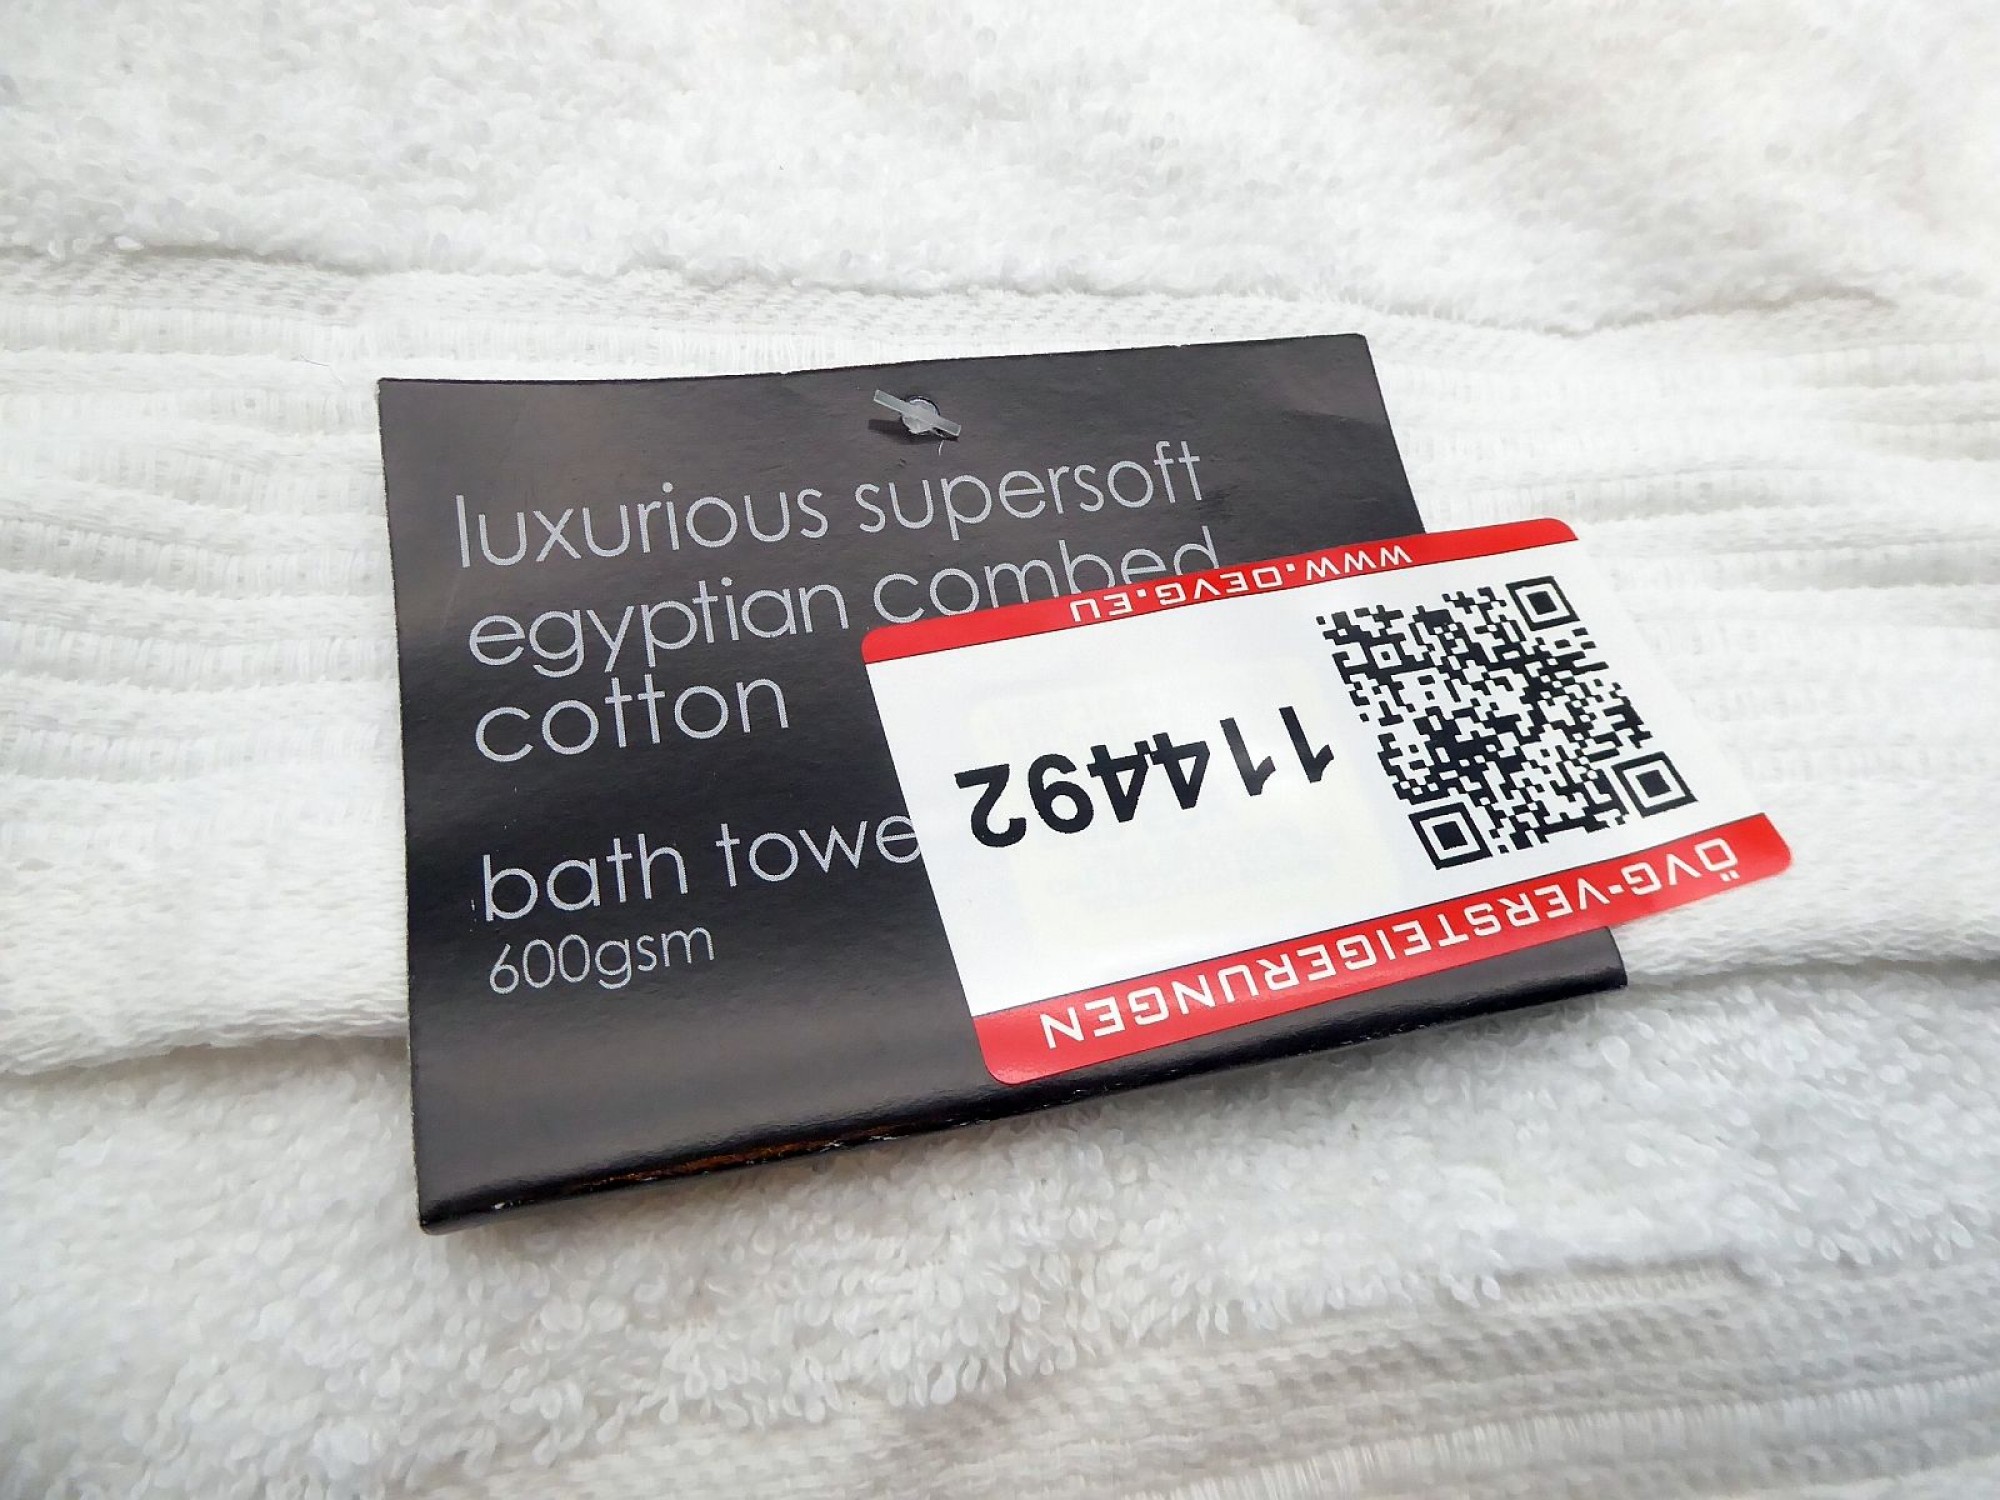 luxurious supersoft
egyptian combed
cotton
bath towe
600gsm
ÖVG-VERSTEIGERUNGEN
114492
WWW.OEVG.EU